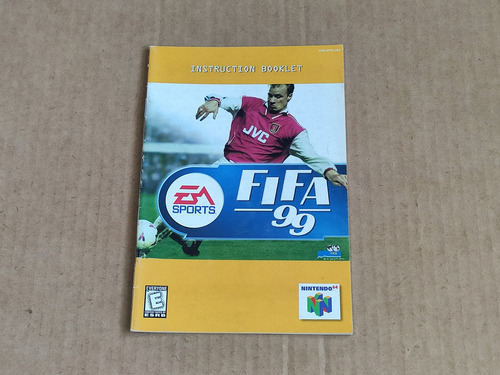 INSTRUCTION BOOKLET
JVC
EA
SPORTS
FIFA
99
EVERYONE
E
ESRB
NINTENDO 64
N